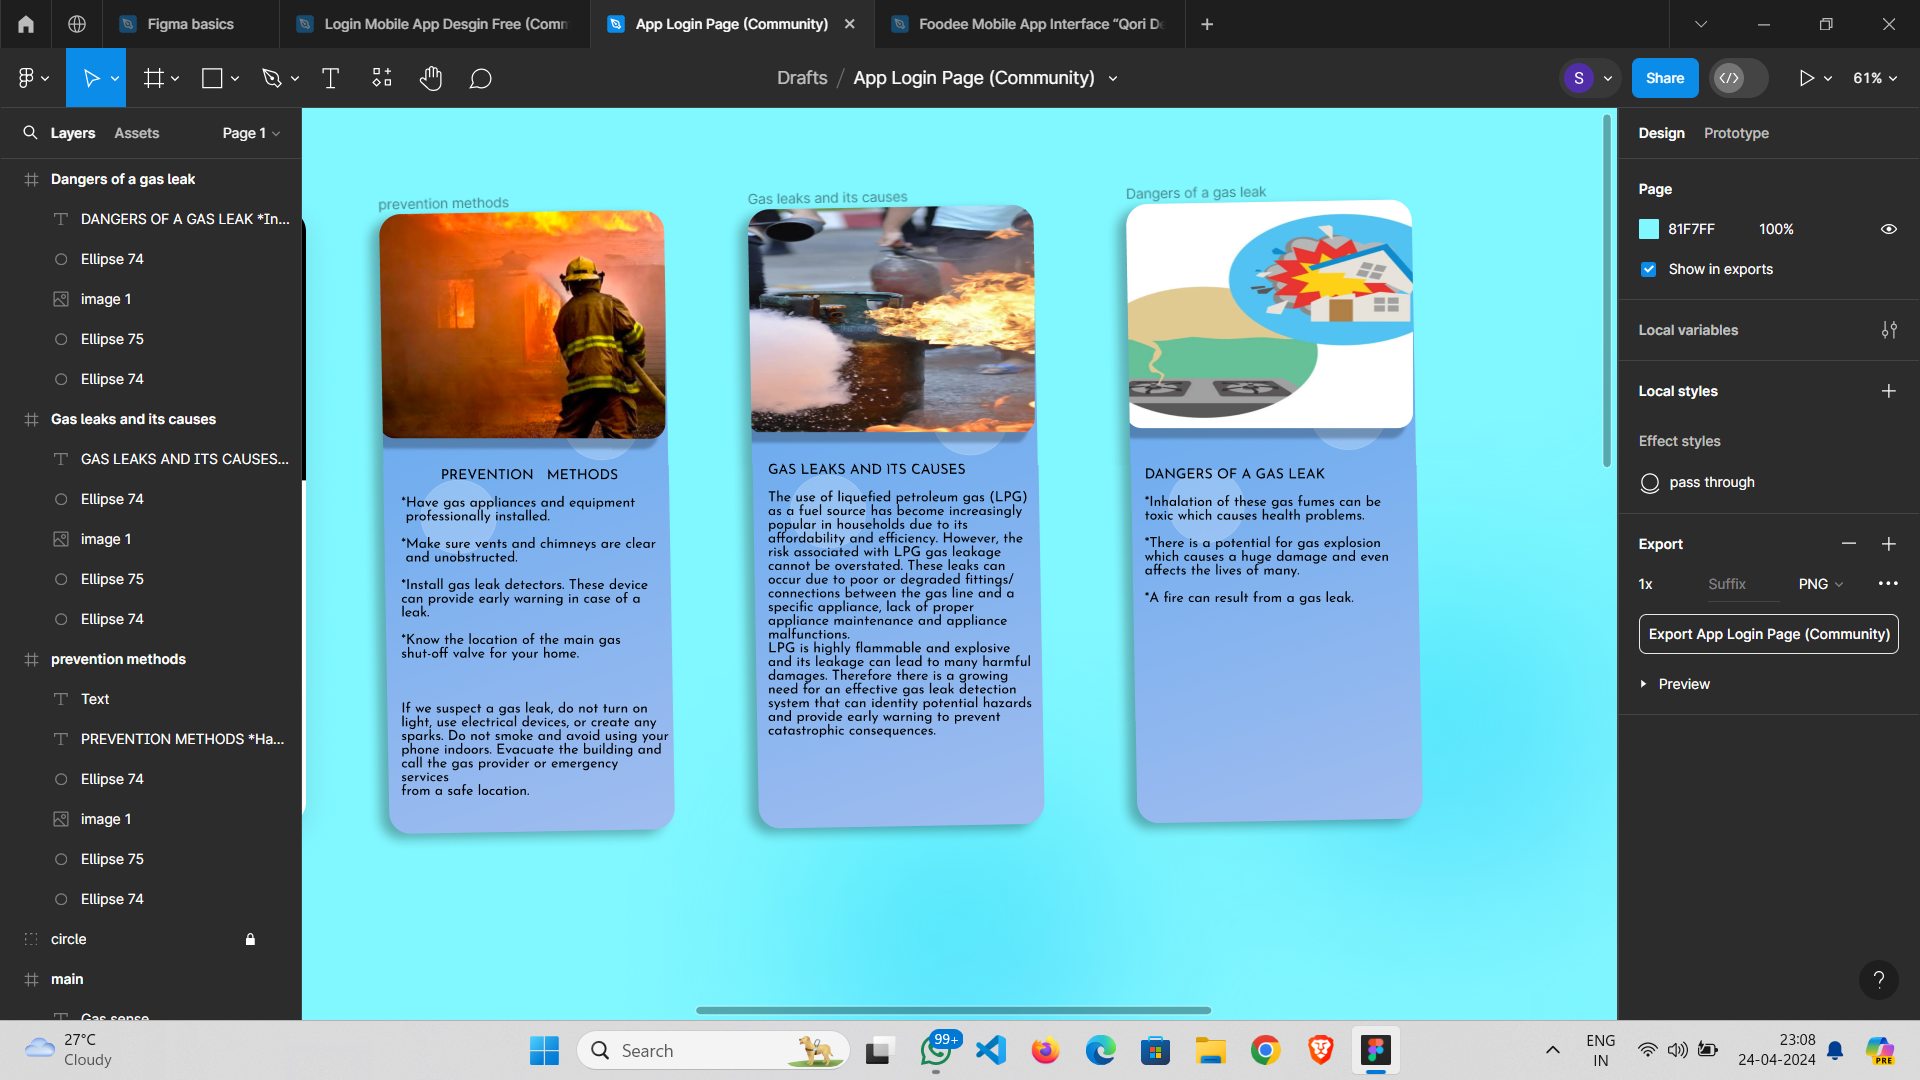 Figma basics
Login Mobile App Desgin Free (Comm
App Login Page (Community)
Foodee Mobile App Interface “Qori De
Drafts / App Login Page (Community)
S
Share
61%
Layers
Assets
Page 1
Dangers of a gas leak
DANGERS OF A GAS LEAK *In...
Ellipse 74
image 1
Ellipse 75
Ellipse 74
Gas leaks and its causes
GAS LEAKS AND ITS CAUSES...
Ellipse 74
image 1
Ellipse 75
Ellipse 74
prevention methods
Text
PREVENTION METHODS *Ha...
Ellipse 74
image 1
Ellipse 75
Ellipse 74
circle
main
Gas sense
prevention methods
PREVENTION METHODS
*Have gas appliances and equipment
professionally installed.
*Make sure vents and chimneys are clear
and unobstructed.
*Install gas leak detectors. These device
can provide early warning in case of a
leak.
*Know the location of the main gas
shut-off valve for your home.
If we suspect a gas leak, do not turn on
light, use electrical devices, or create any
sparks. Do not smoke and avoid using your
phone indoors. Evacuate the building and
call the gas provider or emergency
services
from a safe location.
Gas leaks and its causes
GAS LEAKS AND ITS CAUSES
The use of liquefied petroleum gas (LPG)
as a fuel source has become increasingly
popular in households due to its
affordability and efficiency. However, the
risk associated with LPG gas leakage
cannot be overstated. These leaks can
occur due to poor or degraded fittings/
connections between the gas line and a
specific appliance, lack of proper
appliance maintenance and appliance
malfunctions.
LPG is highly flammable and explosive
and its leakage can lead to many harmful
damages. Therefore there is a growing
need for an effective gas leak detection
system that can identity potential hazards
and provide early warning to prevent
catastrophic consequences.
Dangers of a gas leak
DANGERS OF A GAS LEAK
*Inhalation of these gas fumes can be
toxic which causes health problems.
*There is a potential for gas explosion
which causes a huge damage and even
affects the lives of many.
*A fire can result from a gas leak.
Design
Prototype
Page
81F7FF
100%
Show in exports
Local variables
Local styles
Effect styles
pass through
Export
1x
Suffix
PNG
Export App Login Page (Community)
Preview
?
27°C
Cloudy
Search
99+
ENG
IN
23:08
24-04-2024
PRE